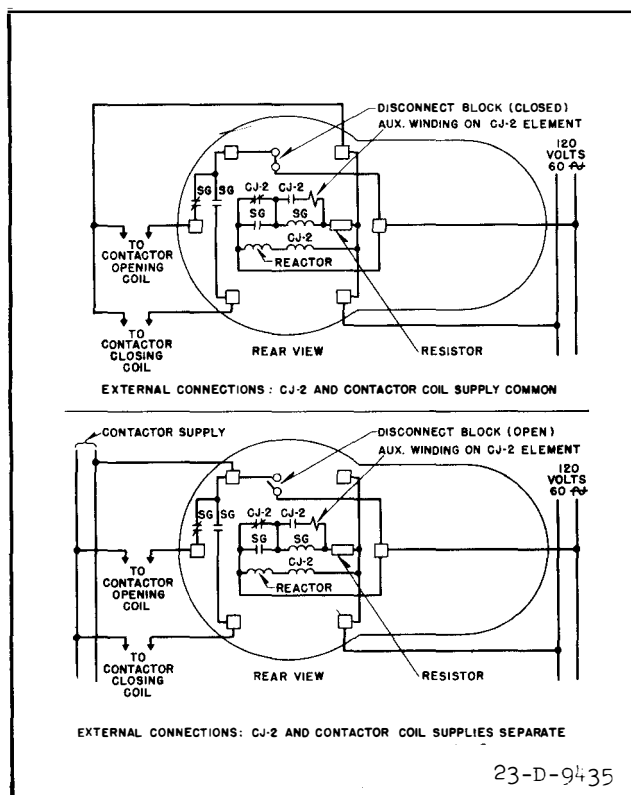 DISCONNECT BLOCK (CLOSED)
AUX. WINDING ON CJ-2 ELEMENT
120
VOLTS
60
SG
SG
CJ-2
CJ-2
SG
SG
CJ-2
REACTOR
TO
CONTACTOR
OPENING
COIL
TO
CONTACTOR
CLOSING
COIL
REAR VIEW
RESISTOR
EXTERNAL CONNECTIONS: CJ-2 AND CONTACTOR COIL SUPPLY COMMON
CONTACTOR SUPPLY
DISCONNECT BLOCK (OPEN)
AUX. WINDING ON CJ-2 ELEMENT
120
VOLTS
60
SG
SG
CJ-2
CJ-2
SG
SG
CJ-2
REACTOR
TO
CONTACTOR
OPENING
COIL
TO
CONTACTOR
CLOSING
COIL
REAR VIEW
RESISTOR
EXTERNAL CONNECTIONS: CJ-2 AND CONTACTOR COIL SUPPLIES SEPARATE
23-D-9435